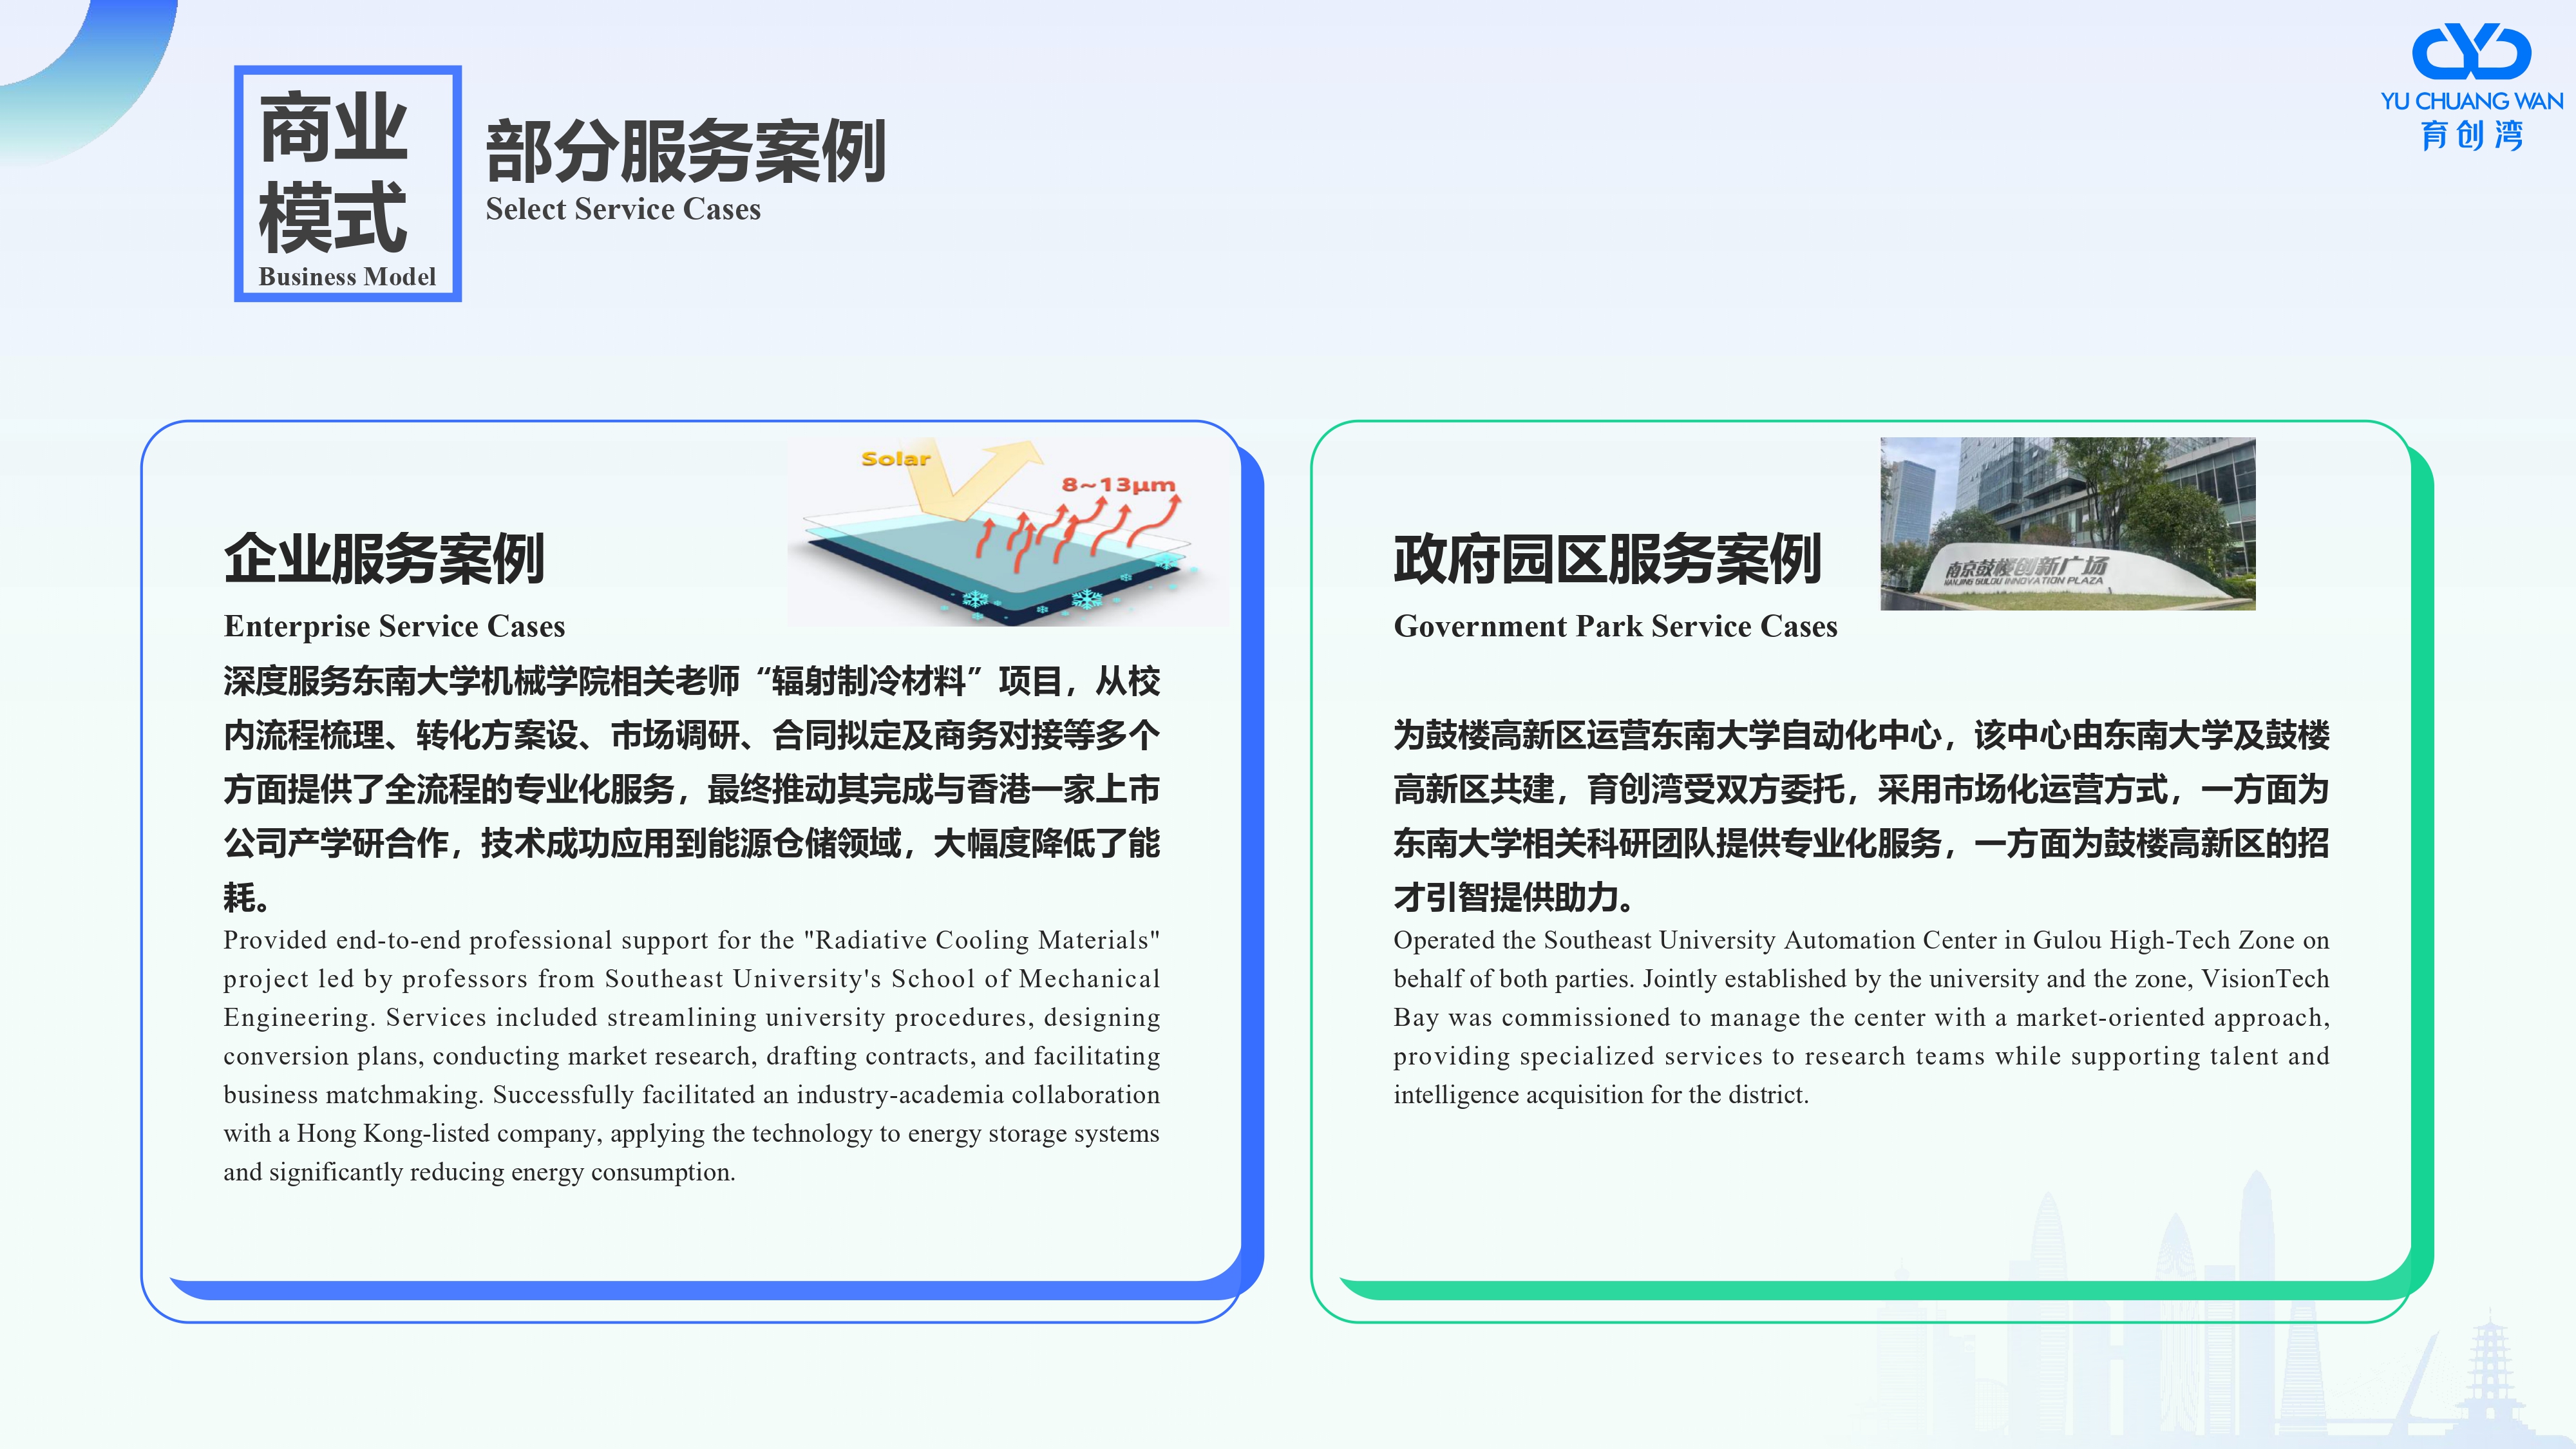 商业
模式
Business Model
部分服务案例
Select Service Cases
YU CHUANG WAN
育创湾
企业服务案例
Enterprise Service Cases
Solar
8~13μm
深度服务东南大学机械学院相关老师“辐射制冷材料”项目，从校
内流程梳理、转化方案设、市场调研、合同拟定及商务对接等多个
方面提供了全流程的专业化服务，最终推动其完成与香港一家上市
公司产学研合作，技术成功应用到能源仓储领域，大幅度降低了能
耗。
Provided end-to-end professional support for the "Radiative Cooling Materials"
project led by professors from Southeast University's School of Mechanical
Engineering. Services included streamlining university procedures, designing
conversion plans, conducting market research, drafting contracts, and facilitating
business matchmaking. Successfully facilitated an industry-academia collaboration
with a Hong Kong-listed company, applying the technology to energy storage systems
and significantly reducing energy consumption.
政府园区服务案例
Government Park Service Cases
南京鼓楼创新广场
NANJING GULOU INNOVATION PLAZA
为鼓楼高新区运营东南大学自动化中心，该中心由东南大学及鼓楼
高新区共建，育创湾受双方委托，采用市场化运营方式，一方面为
东南大学相关科研团队提供专业化服务，一方面为鼓楼高新区的招
才引智提供助力。
Operated the Southeast University Automation Center in Gulou High-Tech Zone on
behalf of both parties. Jointly established by the university and the zone, VisionTech
Bay was commissioned to manage the center with a market-oriented approach,
providing specialized services to research teams while supporting talent and
intelligence acquisition for the district.